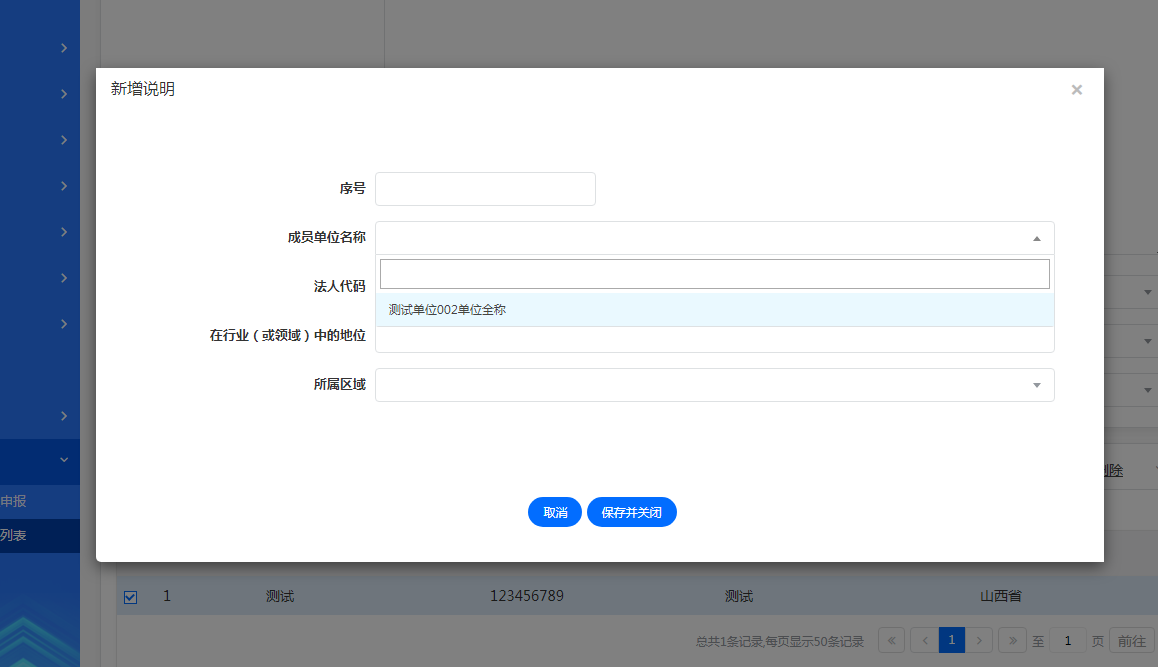 新增说明
×
序号
成员单位名称
法人代码
测试单位002单位全称
在行业（或领域）中的地位
所属区域
删除
申报
取消
保存并关闭
列表
1
测试
123456789
测试
山西省
总共1条记录,每页显示50条记录
«
‹
1
›
»
至
1
页
前往